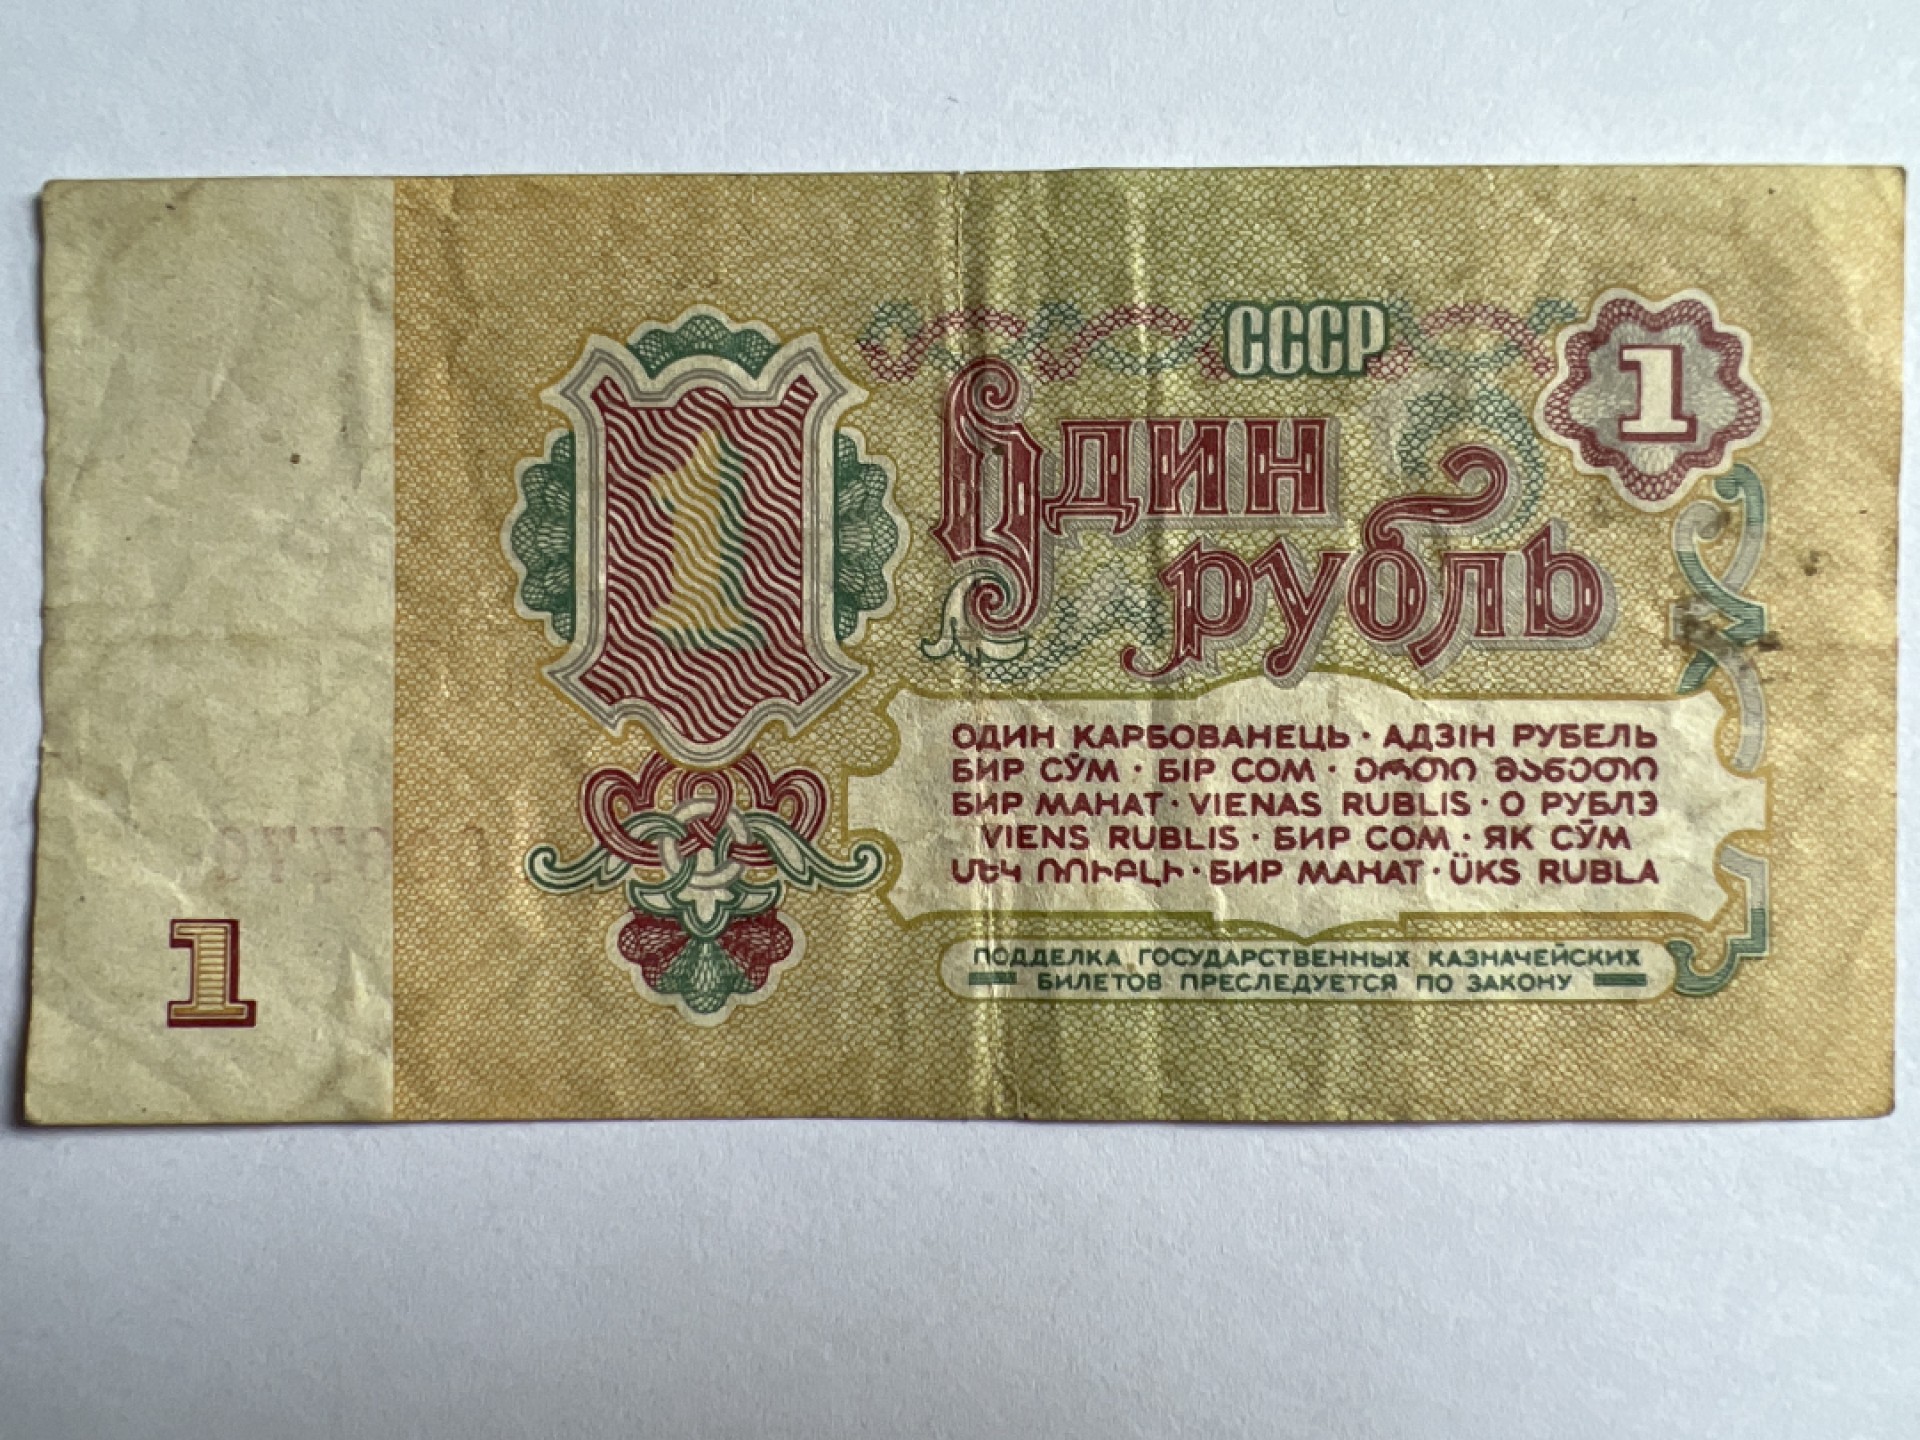 СССР
1
1
Один
рубль
ОДИН КАРБОВАНЕЦЬ · АДЗІН РУБЕЛЬ
БИР СЎМ · БІР СОМ · ᲔᲠᲗᲘ ᲛᲐᲜᲔᲗᲘ
БИР МАНАТ · VIENAS RUBLIS · О РУБЛЭ
VIENS RUBLIS · БИР СОМ · ЯК СӮМ
ՄԵԿ ՌՈՒԲԼԻ · БИР МАНАТ · ÜKS RUBLA
ПОДДЕЛКА ГОСУДАРСТВЕННЫХ КАЗНАЧЕЙСКИХ
БИЛЕТОВ ПРЕСЛЕДУЕТСЯ ПО ЗАКОНУ
1